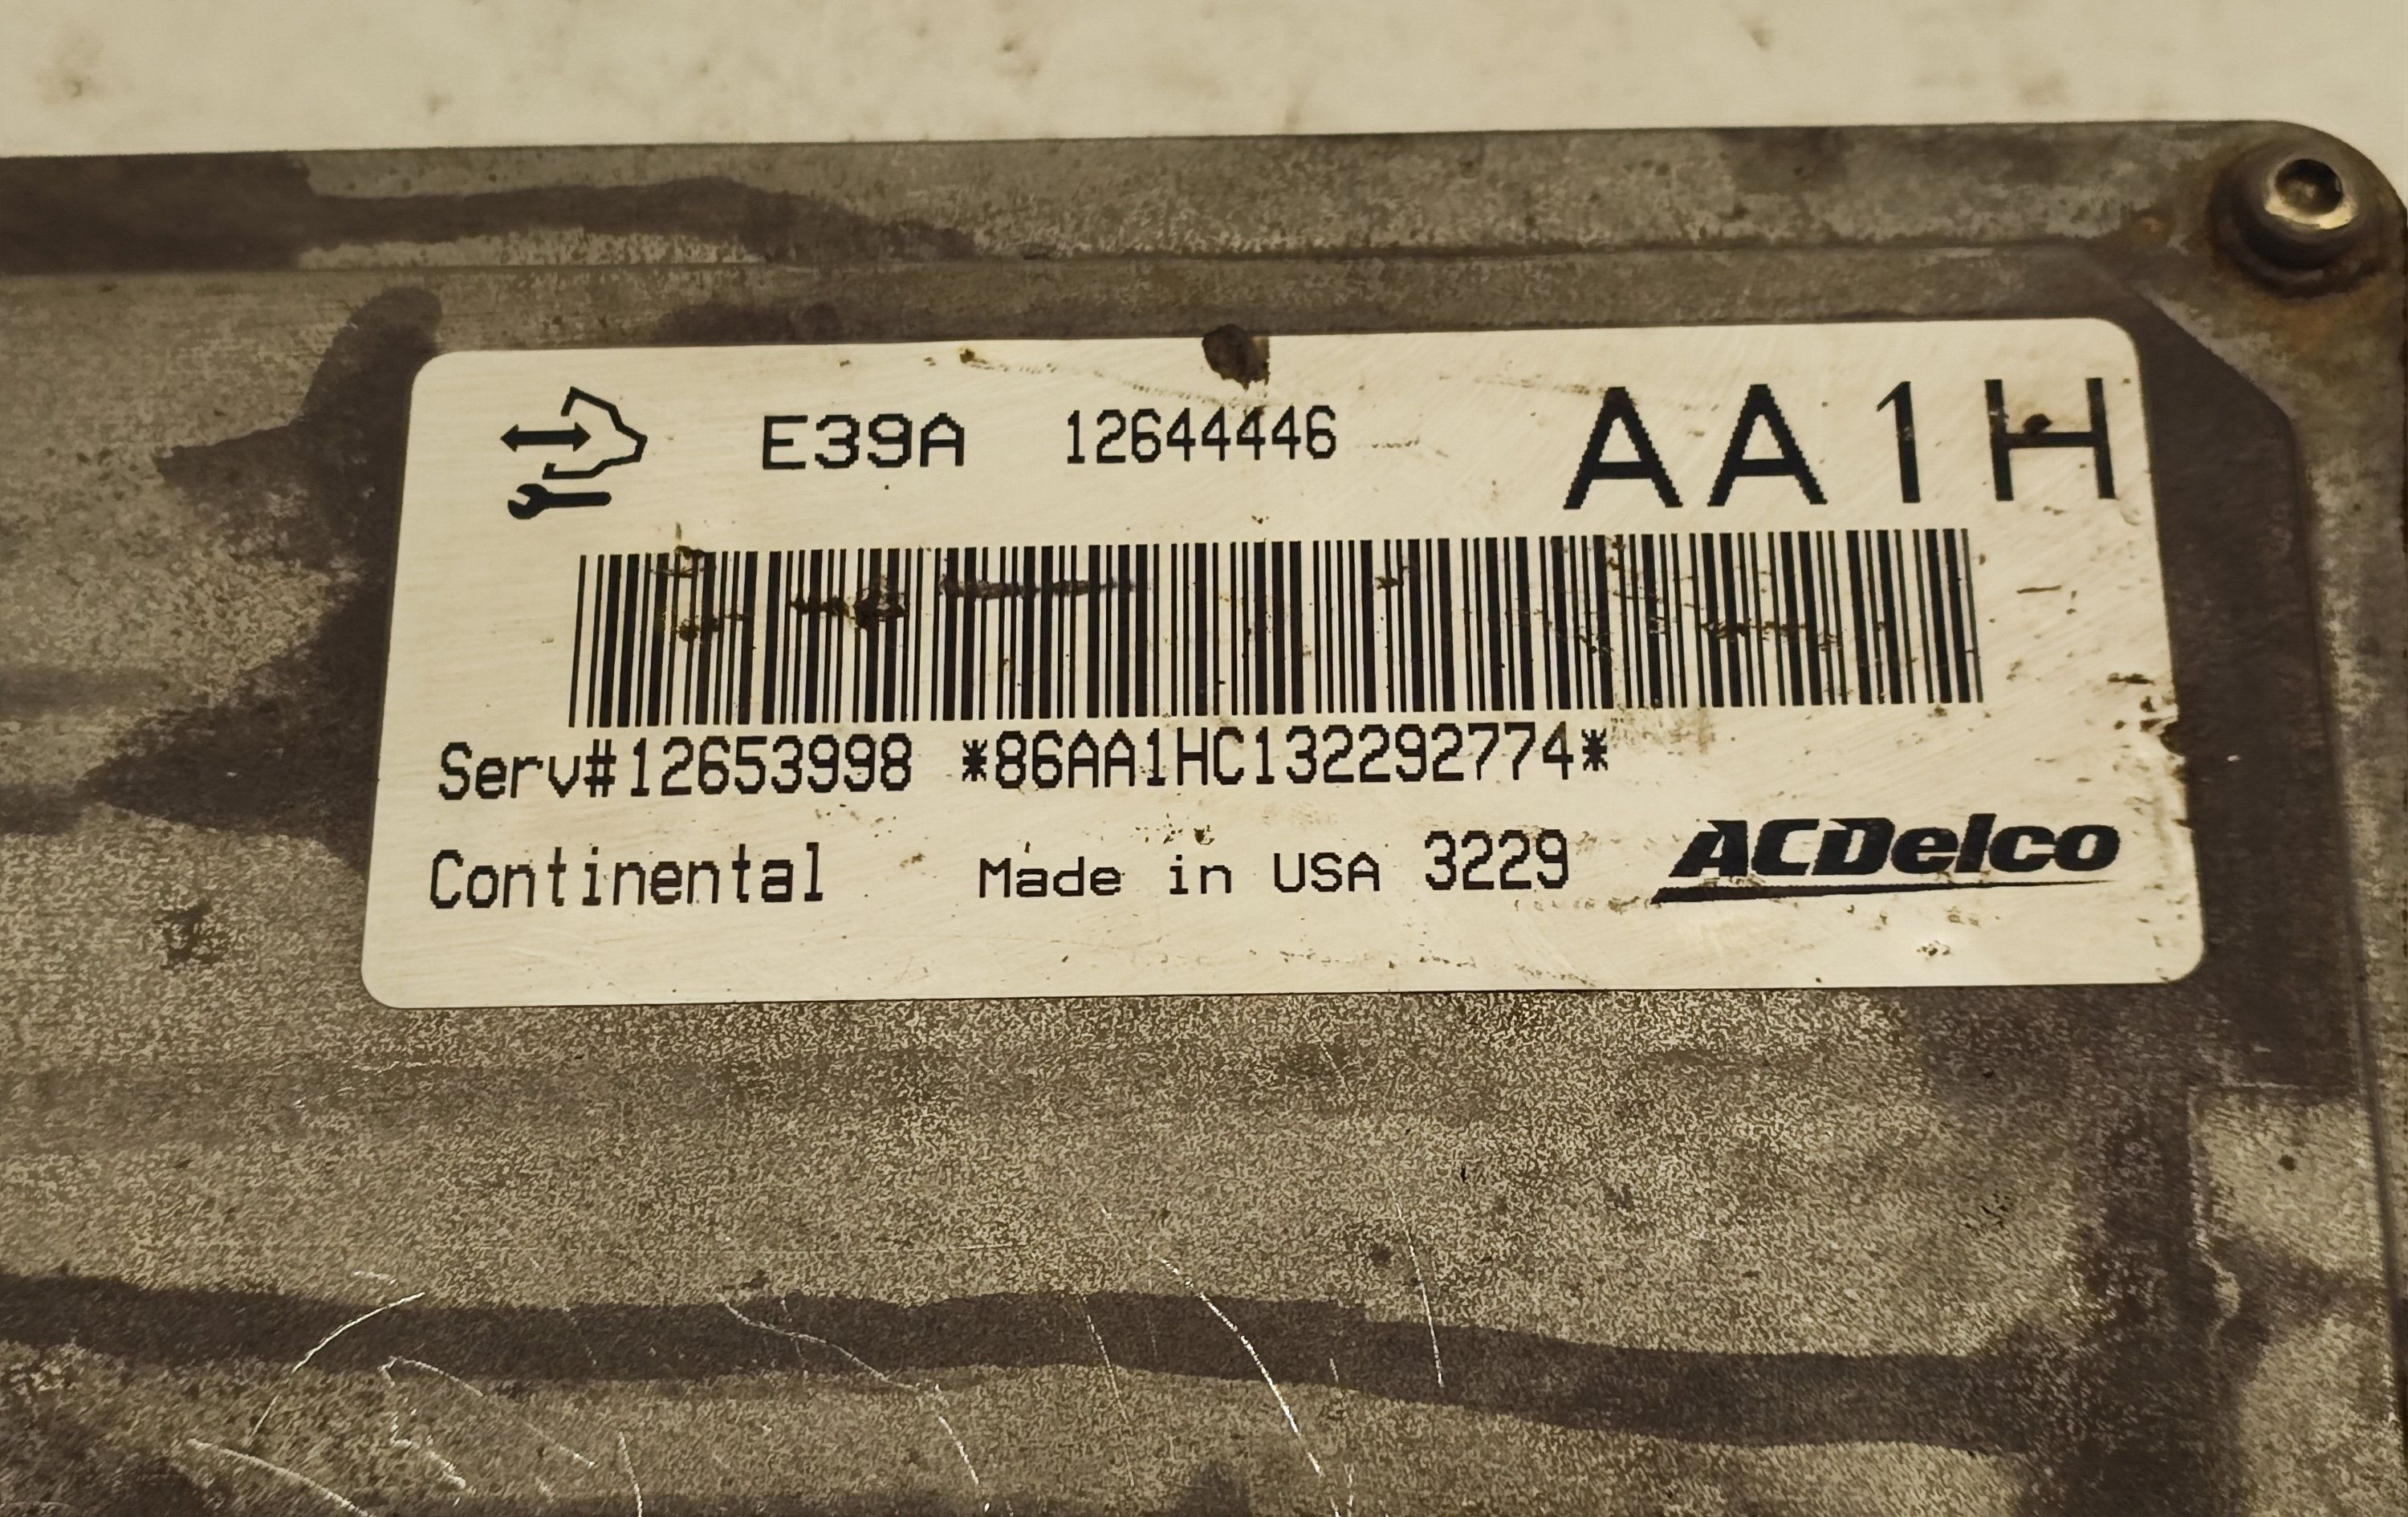 E39A 12644446 AA1H
Serv#12653998 *86AA1HC132292774*
Continental Made in USA 3229 ACDelco